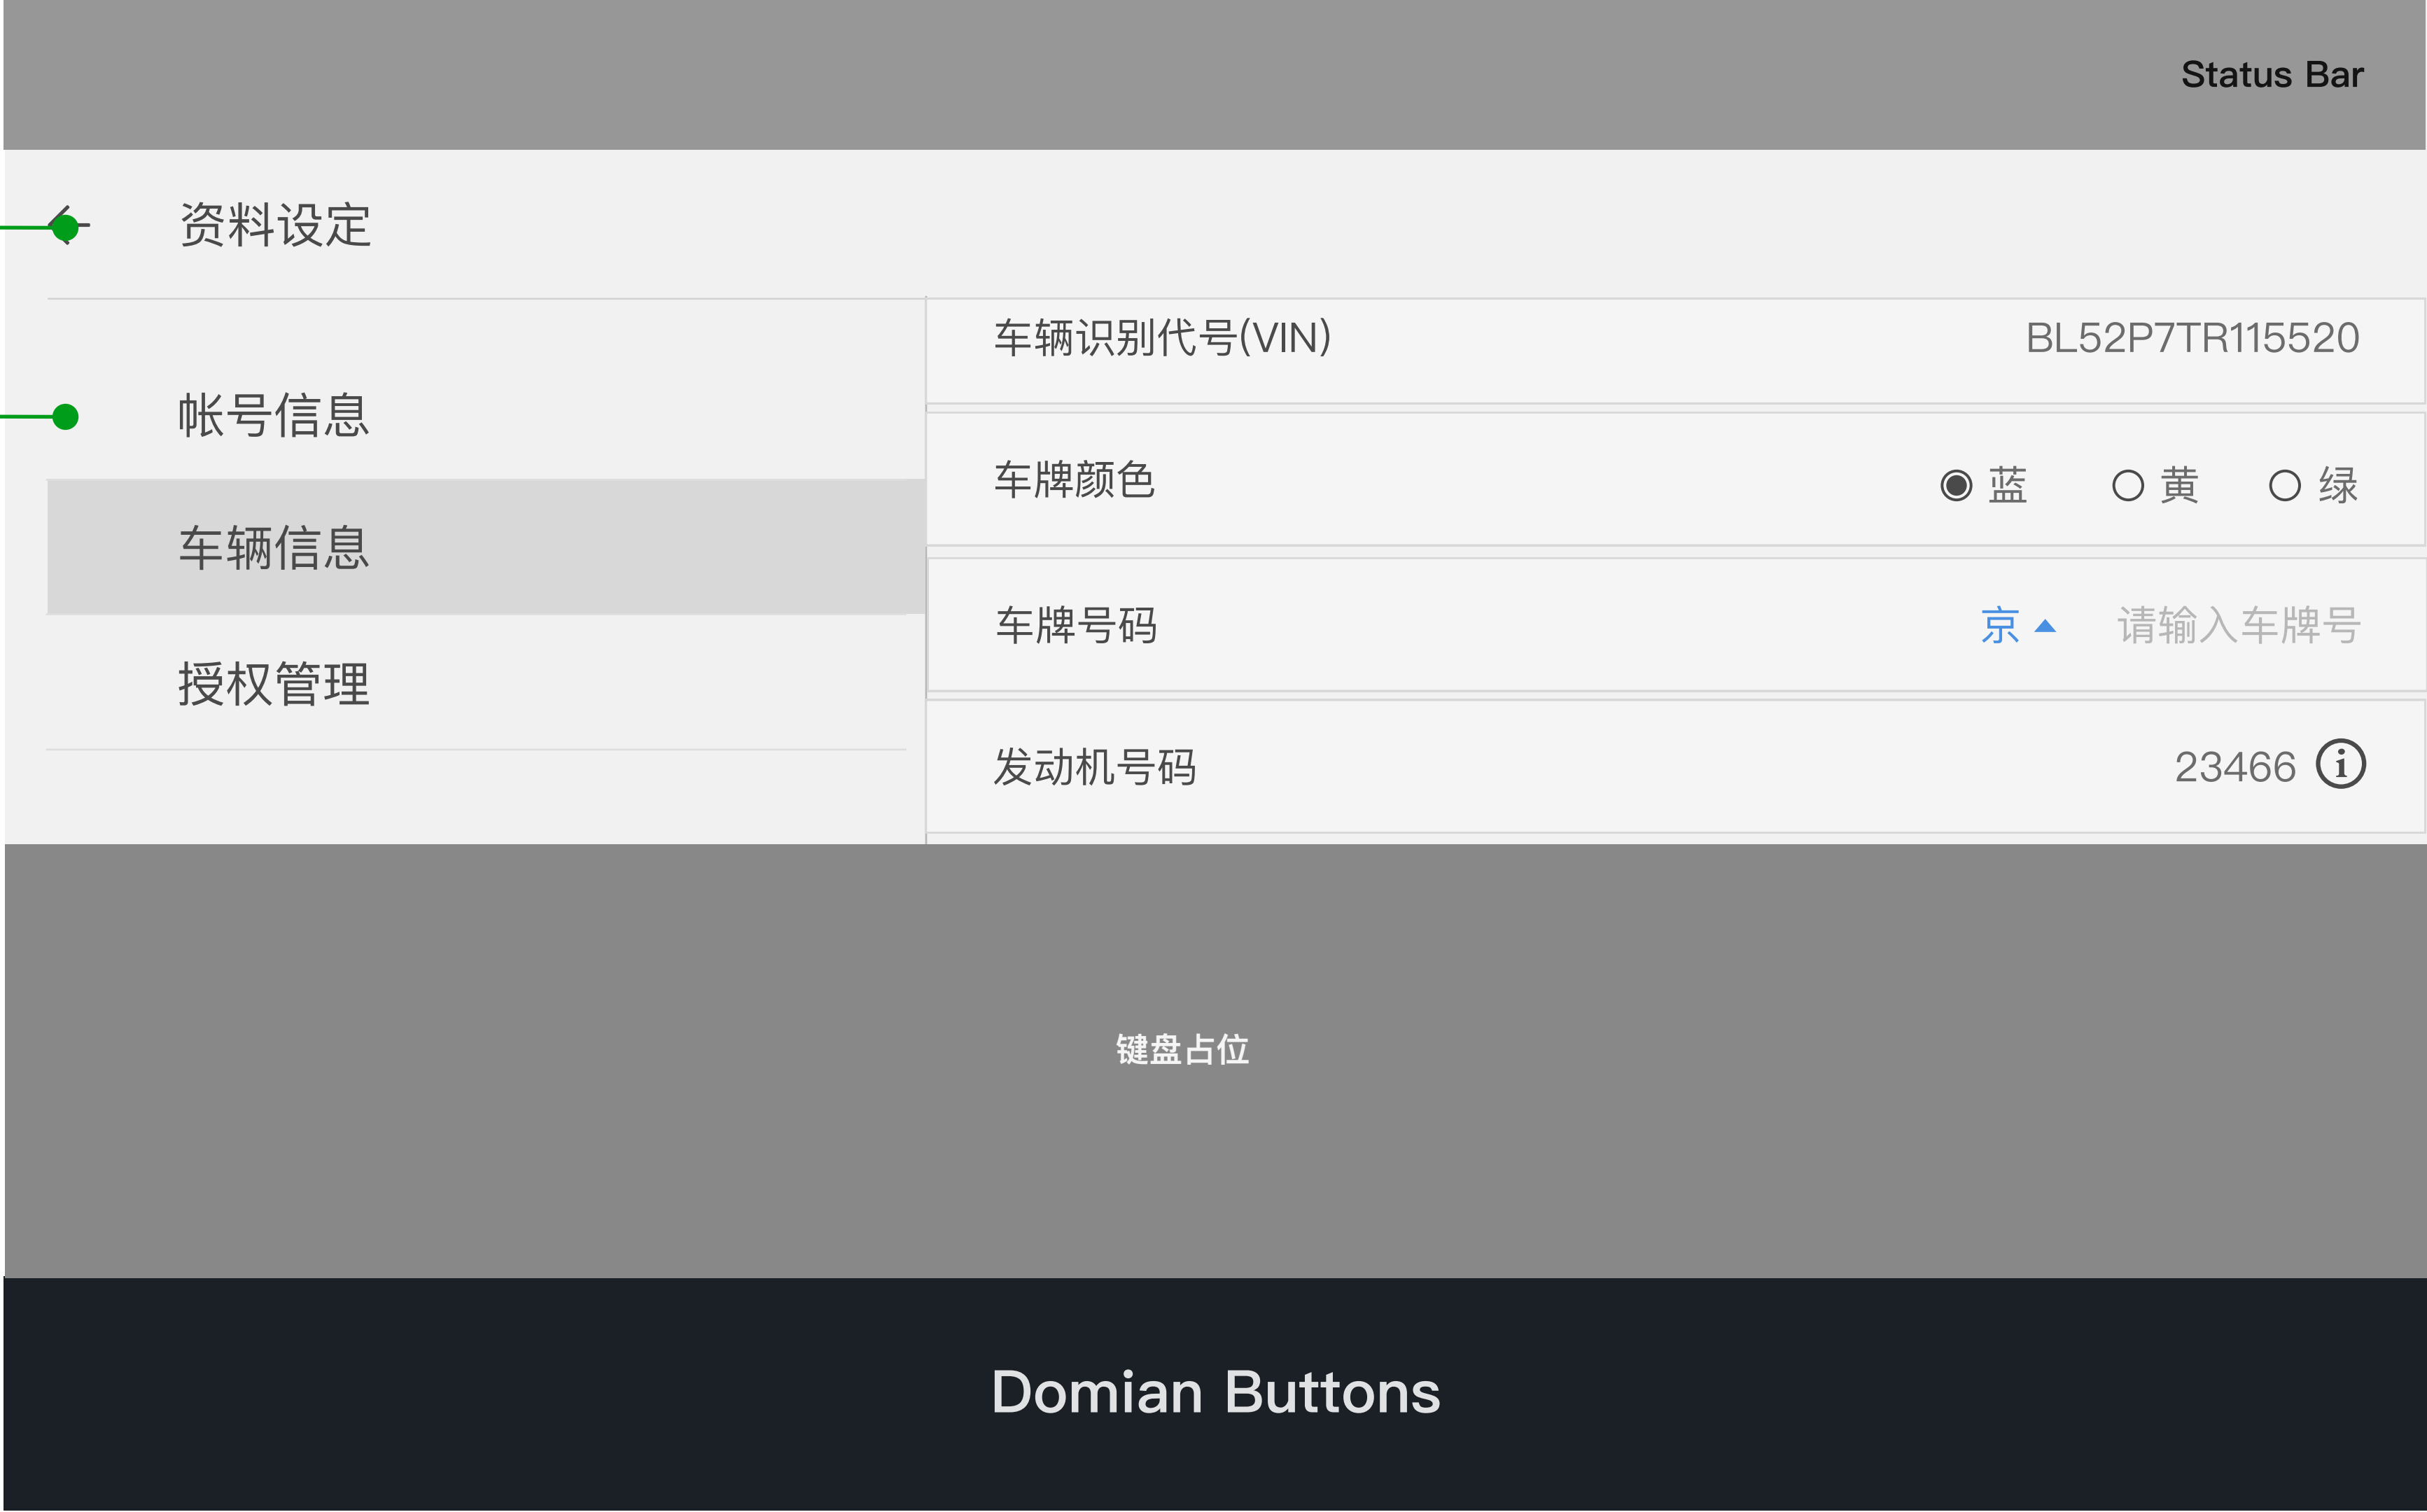 Status Bar
资料设定
帐号信息
车辆信息
授权管理
车辆识别代号(VIN) BL52P7TR115520
车牌颜色 蓝 黄 绿
车牌号码 京 请输入车牌号
发动机号码 23466
键盘占位
Domian Buttons